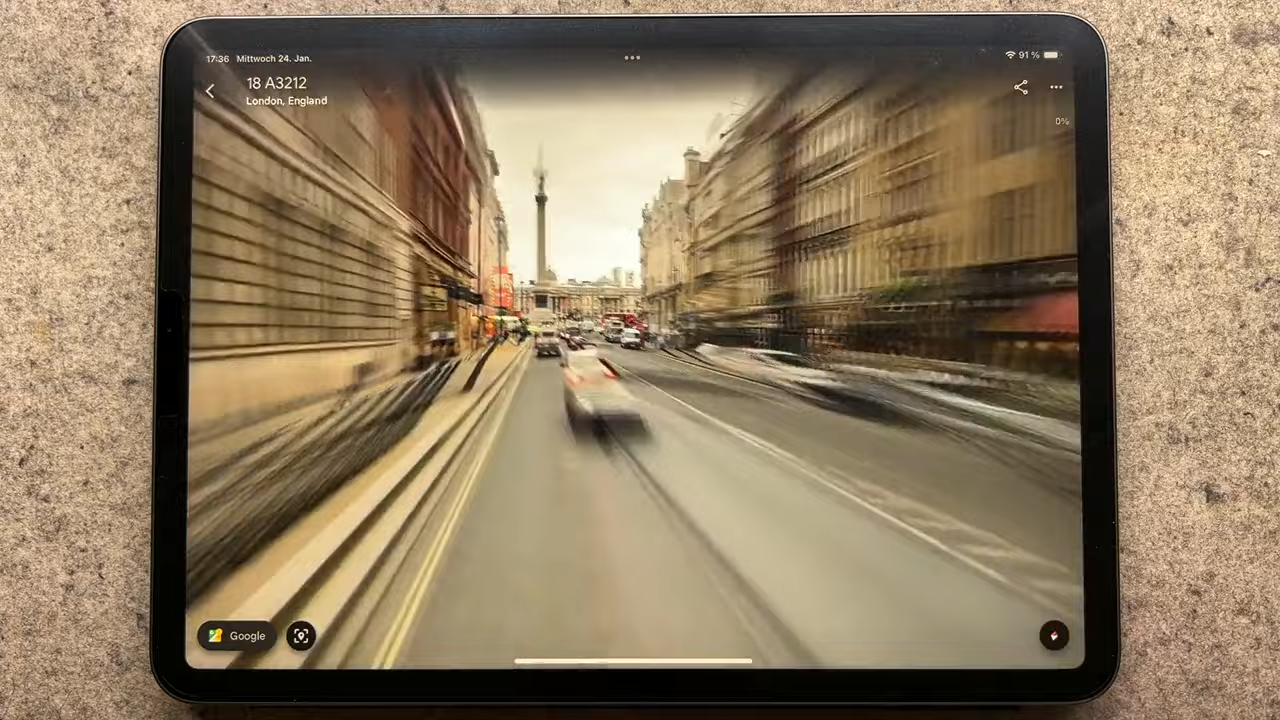 17:36 Mittwoch 24. Jan.
91 %
18 A3212
London, England
0%
Google